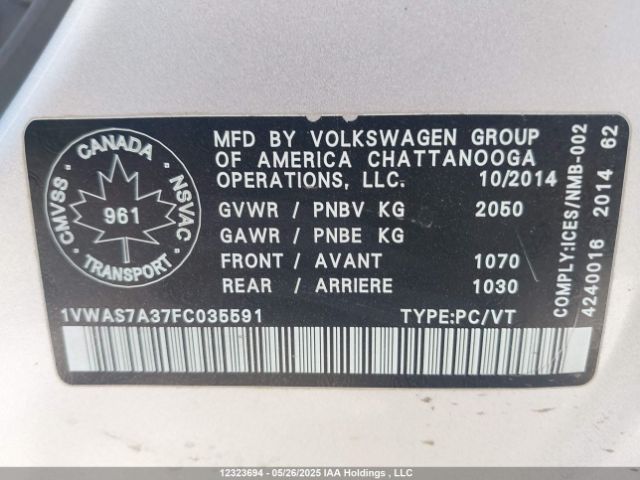 CANADA
CMVSS NSVAC
961
TRANSPORT
MFD BY VOLKSWAGEN GROUP
OF AMERICA CHATTANOOGA
OPERATIONS, LLC. 10/2014
GVWR / PNBV KG 2050
GAWR / PNBE KG
FRONT / AVANT 1070
REAR / ARRIERE 1030
1VWAS7A37FC035591 TYPE:PC/VT
COMPLY:ICES/NMB-002
4240016 2014 62
12323694 - 05/26/2025 IAA Holdings , LLC